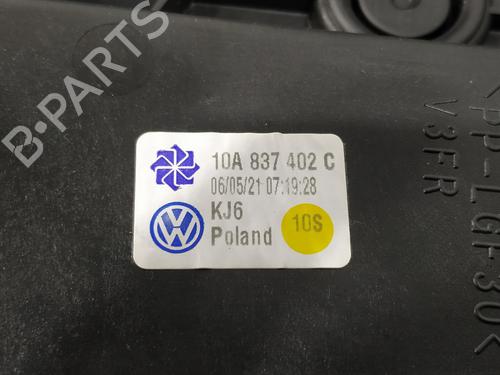 10A 837 402 C
06/05/21 07:19:28
KJ6
Poland
10S
>PP-LGF30<
V3FR
B-PARTS